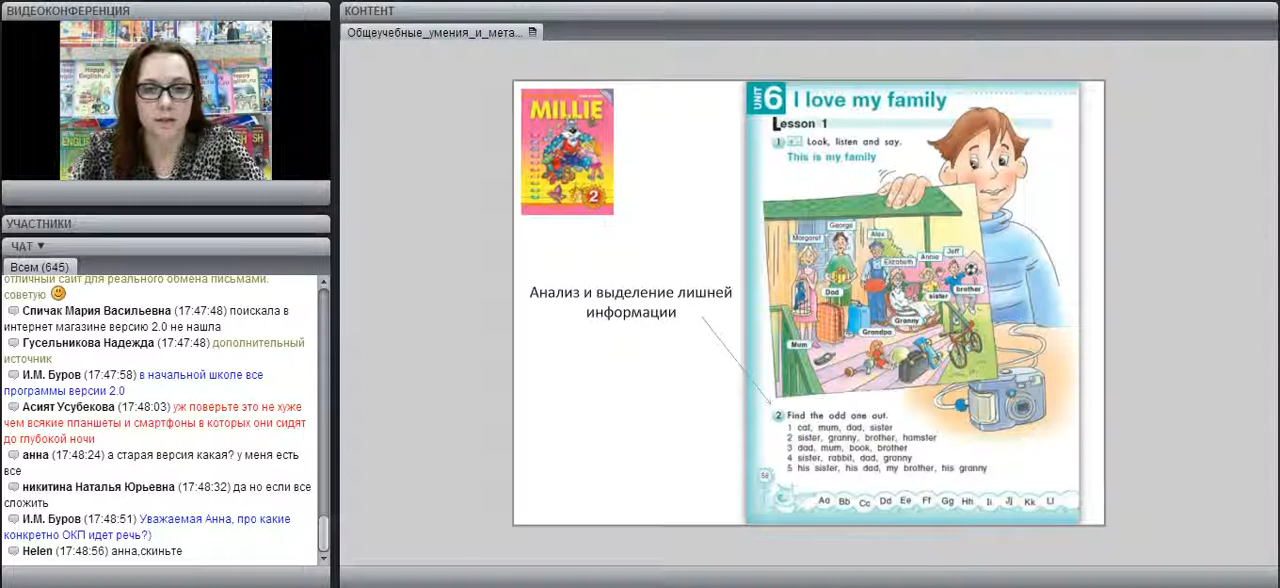 ВИДЕОКОНФЕРЕНЦИЯ
Happy
English.ru
Happy
English.ru
УЧАСТНИКИ
ЧАТ ▼
Всем (645)
отличный сайт для реального обмена письмами.
советую
Спичак Мария Васильевна (17:47:48) поискала в
интернет магазине версию 2.0 не нашла
Гусельникова Надежда (17:47:48) дополнительный
источник
И.М. Буров (17:47:58) в начальной школе все
программы версии 2.0
Асият Усубекова (17:48:03) уж поверьте это не хуже
чем всякие планшеты и смартфоны в которых они сидят
до глубокой ночи
анна (17:48:24) а старая версия какая? у меня есть
все
никитина Наталья Юрьевна (17:48:32) да но если все
сложить
И.М. Буров (17:48:51) Уважаемая Анна, про какие
конкретно ОКП идет речь?)
Helen (17:48:56) анна,скиньте
КОНТЕНТ
Общеучебные_умения_и_мета...
MILLIE
2
Анализ и выделение лишней
информации
UNIT 6 I love my family
Lesson 1
1 Look, listen and say.
This is my family
Margaret
George
Alex
Elizabeth
Annie
Jeff
Dad
sister
brother
Granny
Grandpa
Mum
2 Find the odd one out.
1 cat, mum, dad, sister
2 sister, granny, brother, hamster
3 dad, mum, book, brother
4 sister, rabbit, dad, granny
5 his sister, his dad, my brother, his granny
58
Aa Bb Cc Dd Ee Ff Gg Hh Ii Jj Kk Ll